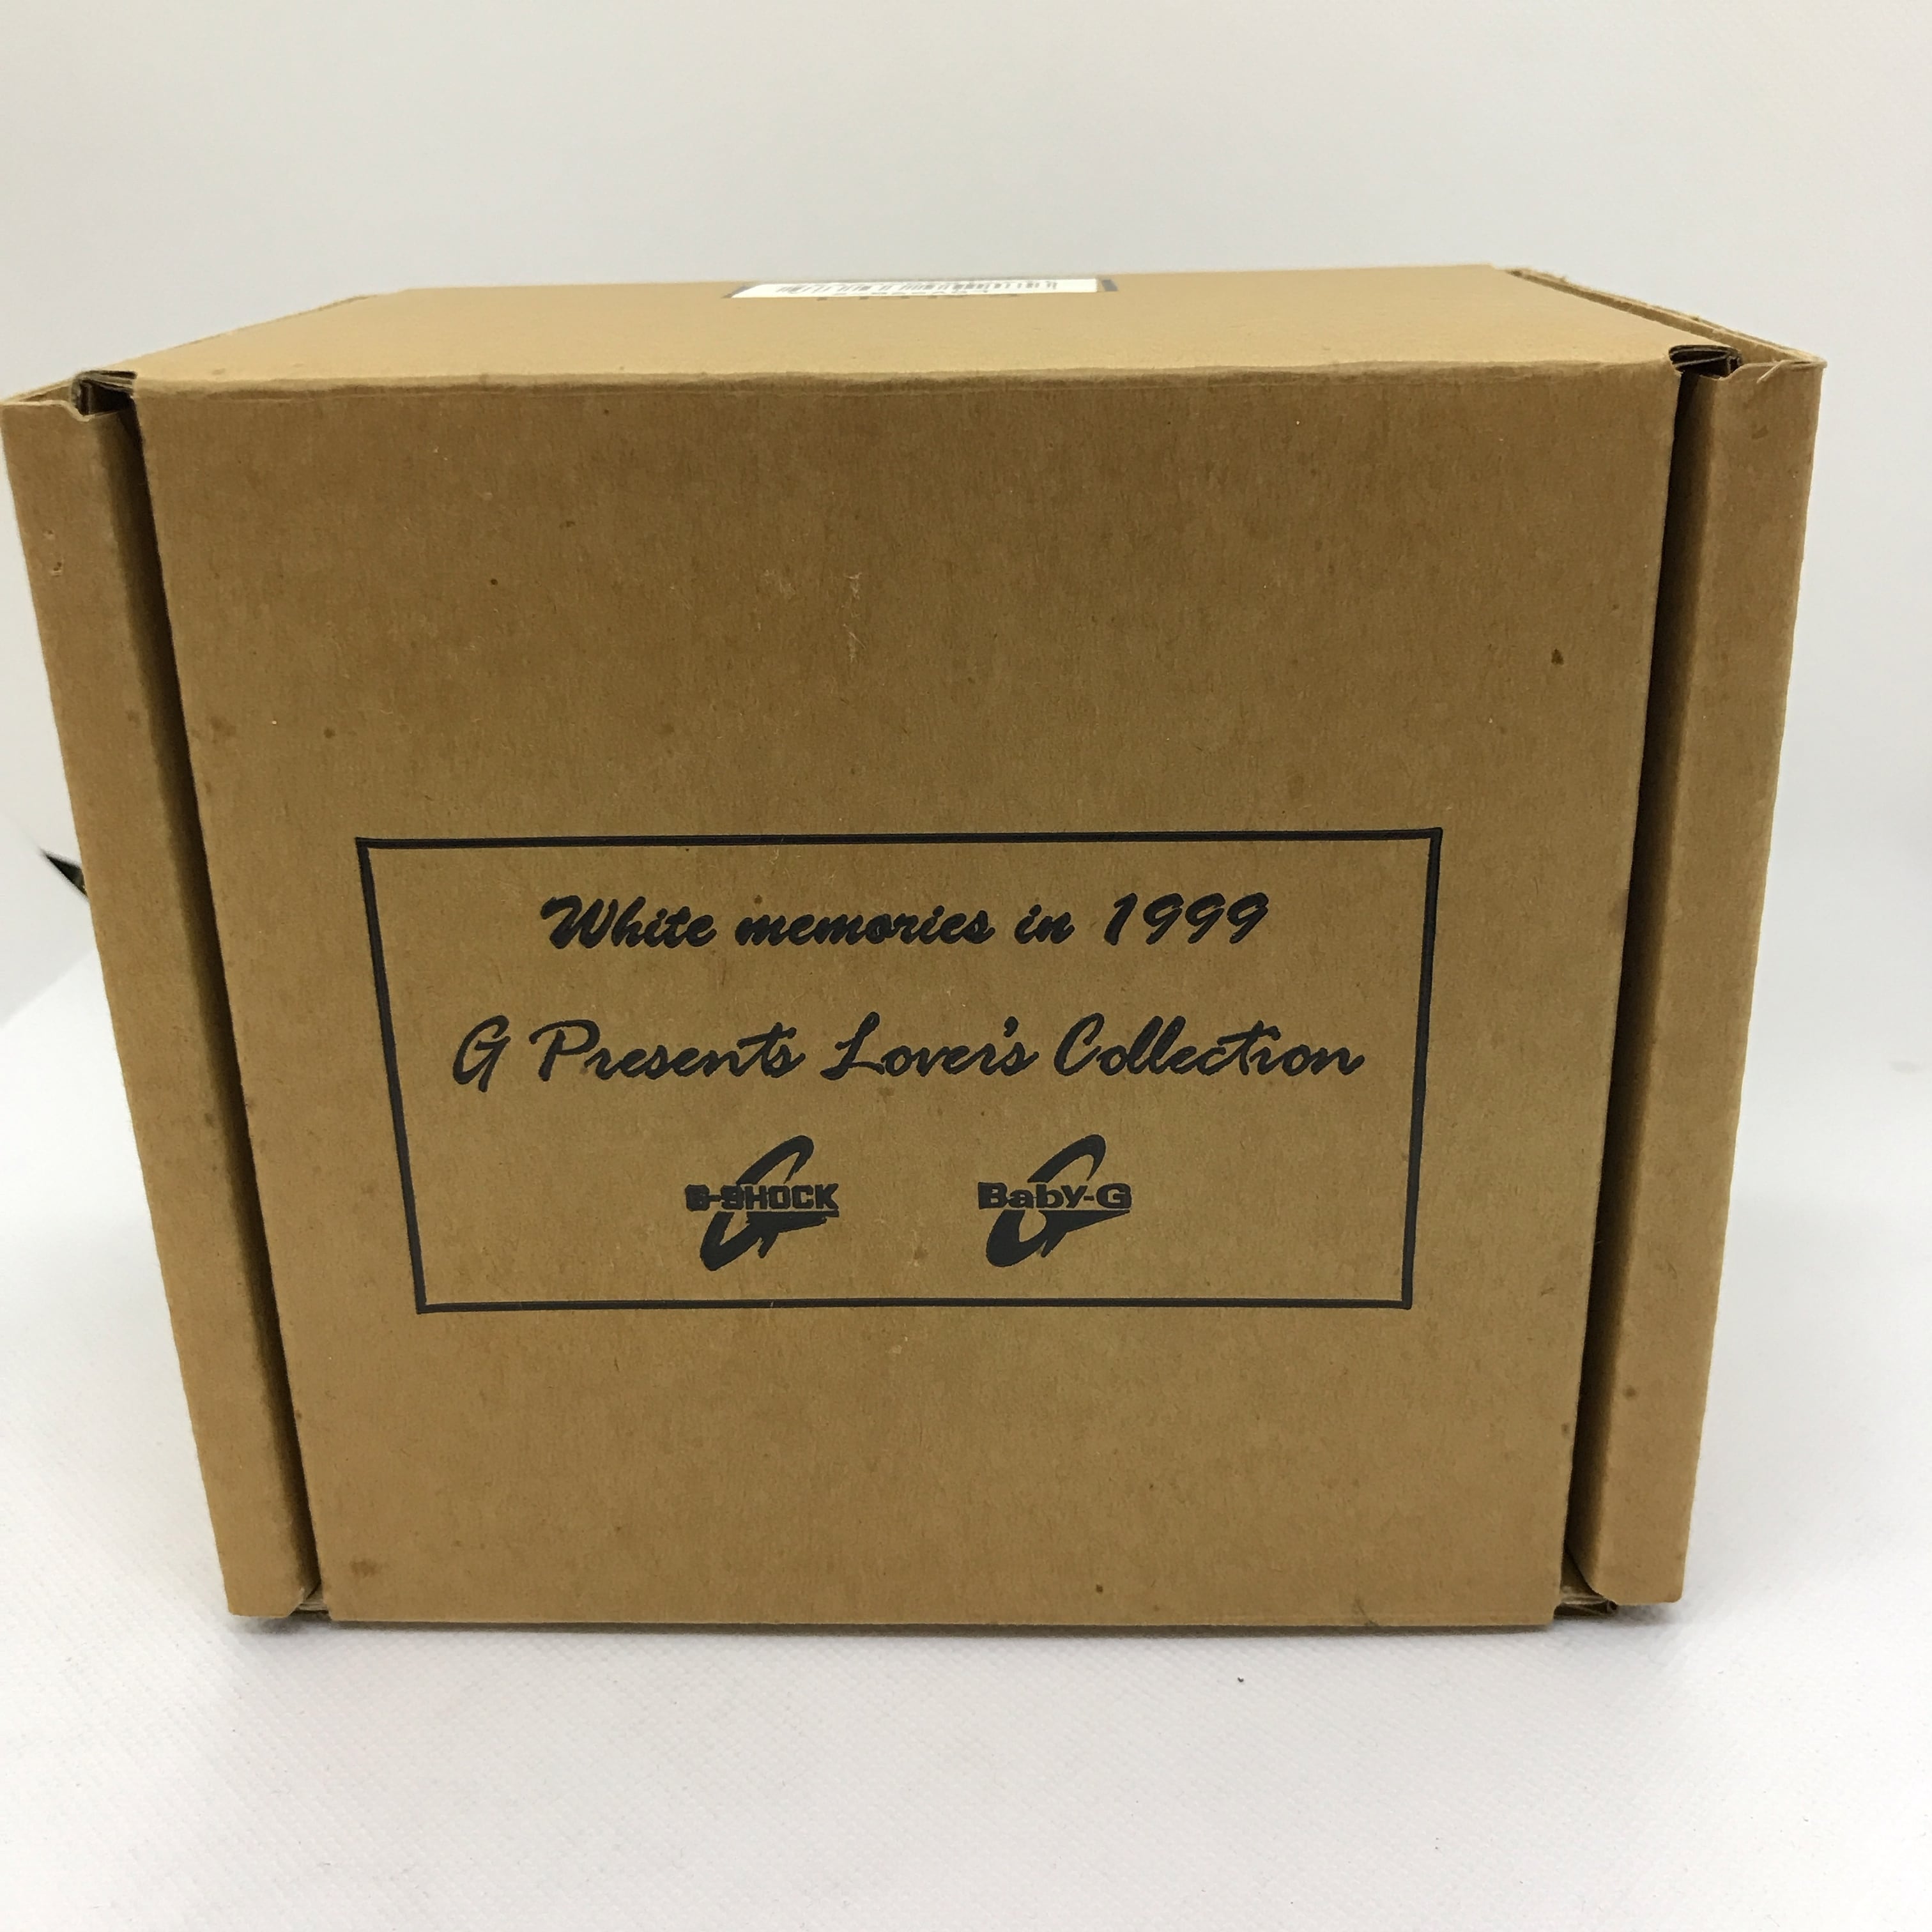 White memories in 1999
G Presents Lover's Collection
G-SHOCK
Baby-G